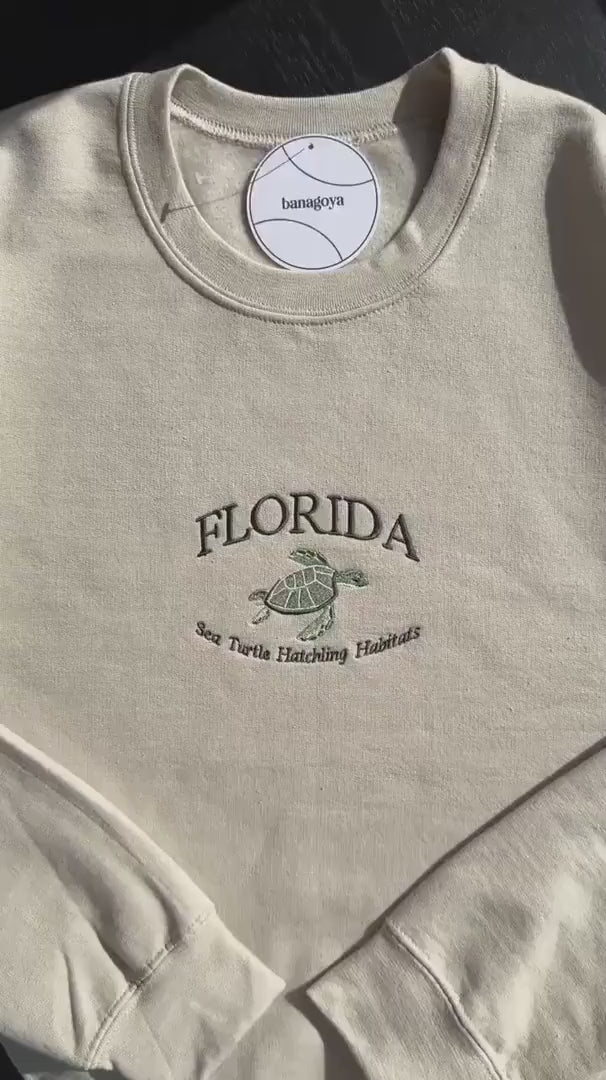 banagoya
FLORIDA
Sea Turtle Hatchling Habitats